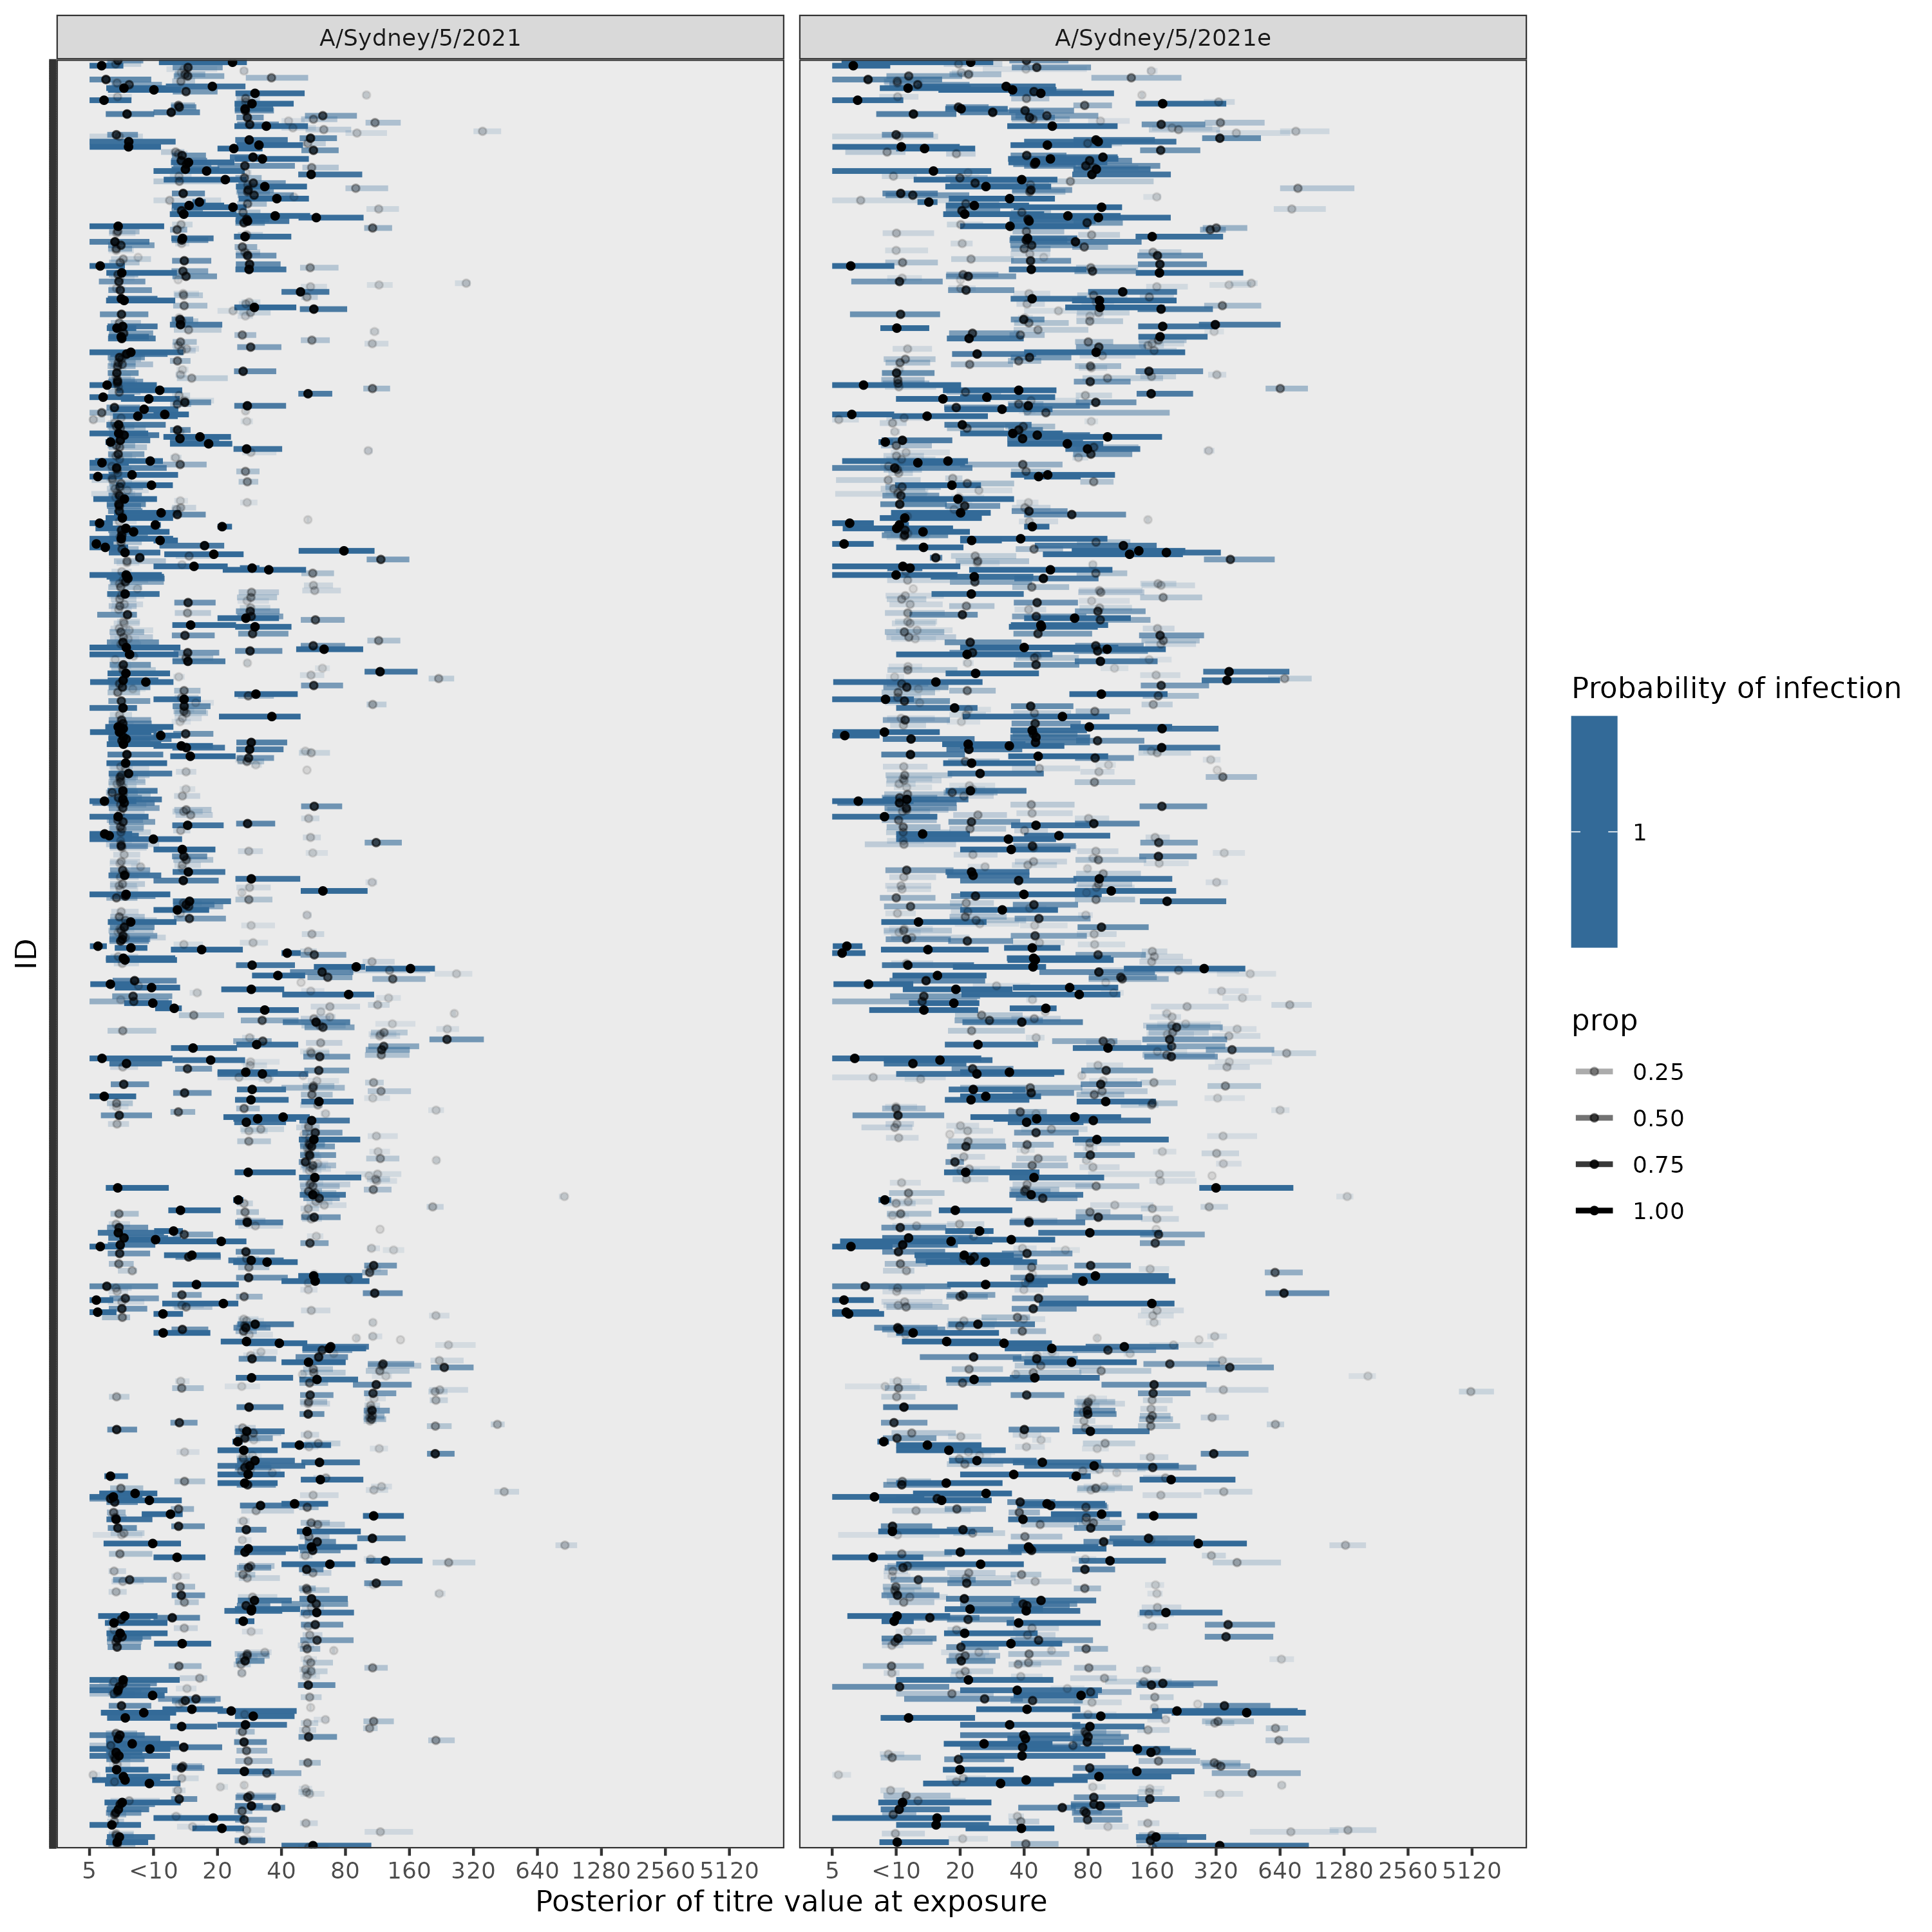 A/Sydney/5/2021
A/Sydney/5/2021e
ID
5 <10 20 40 80 160 320 640 1280 2560 5120
5 <10 20 40 80 160 320 640 1280 2560 5120
Posterior of titre value at exposure
Probability of infection
1
prop
0.25
0.50
0.75
1.00